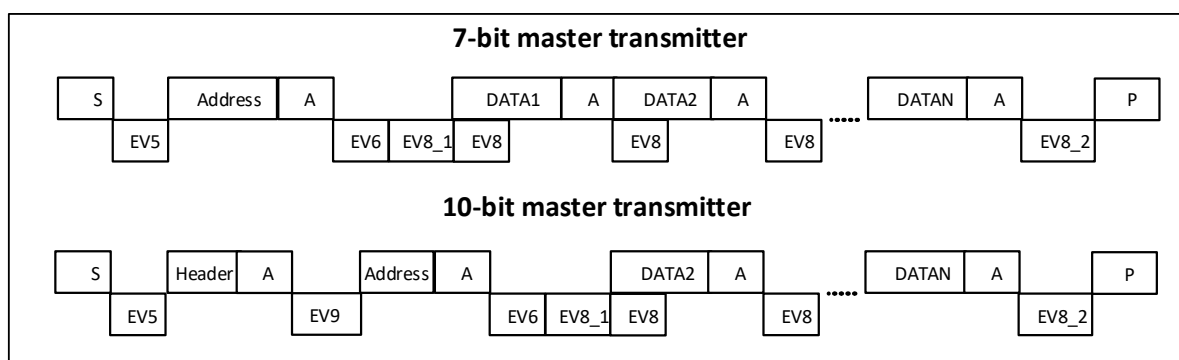 7-bit master transmitter
S Address A DATA1 A DATA2 A ..... DATAN A P
EV5 EV6 EV8_1 EV8 EV8 EV8 EV8_2
10-bit master transmitter
S Header A Address A DATA2 A ..... DATAN A P
EV5 EV9 EV6 EV8_1 EV8 EV8 EV8_2